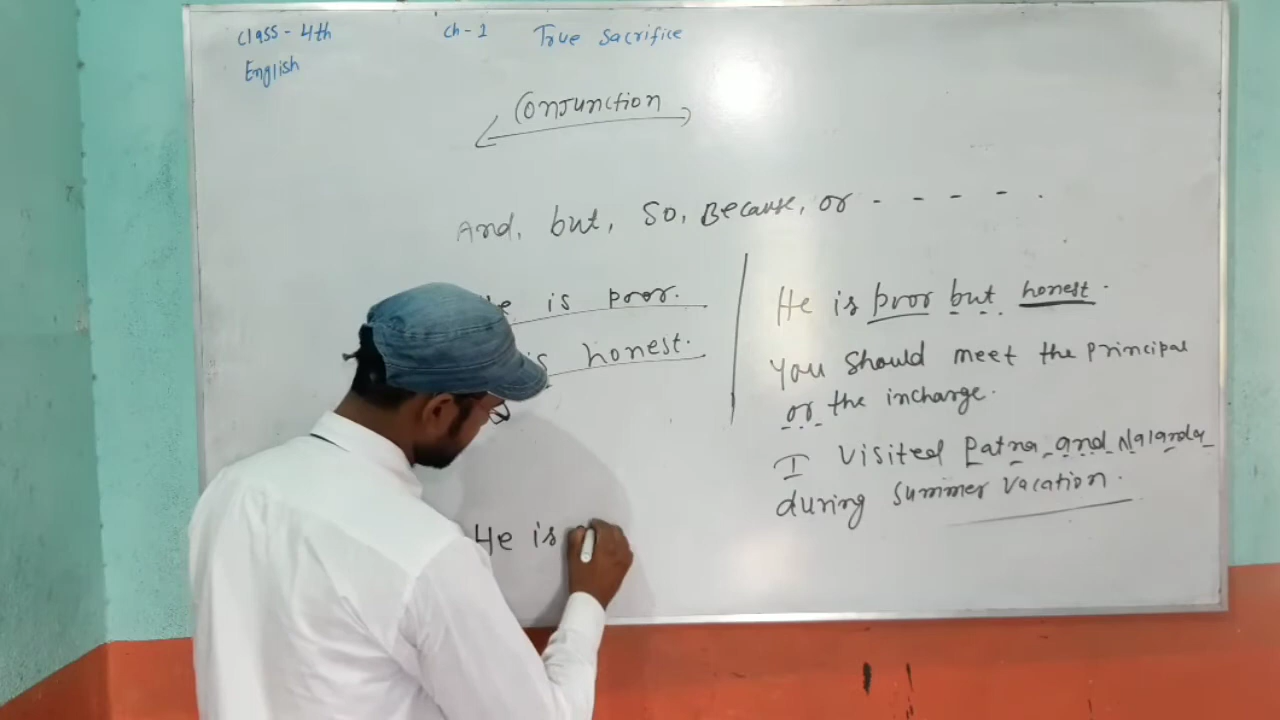 Class - 4th
Ch - 1 True Sacrifice
English
Conjunction
And, but, So, Because, or - - - - .
is poor.
is honest.
He is
He is poor but honest.
You Should meet the Principal
or the incharge.
I visited Patna and Nalanda
during Summer vacation.